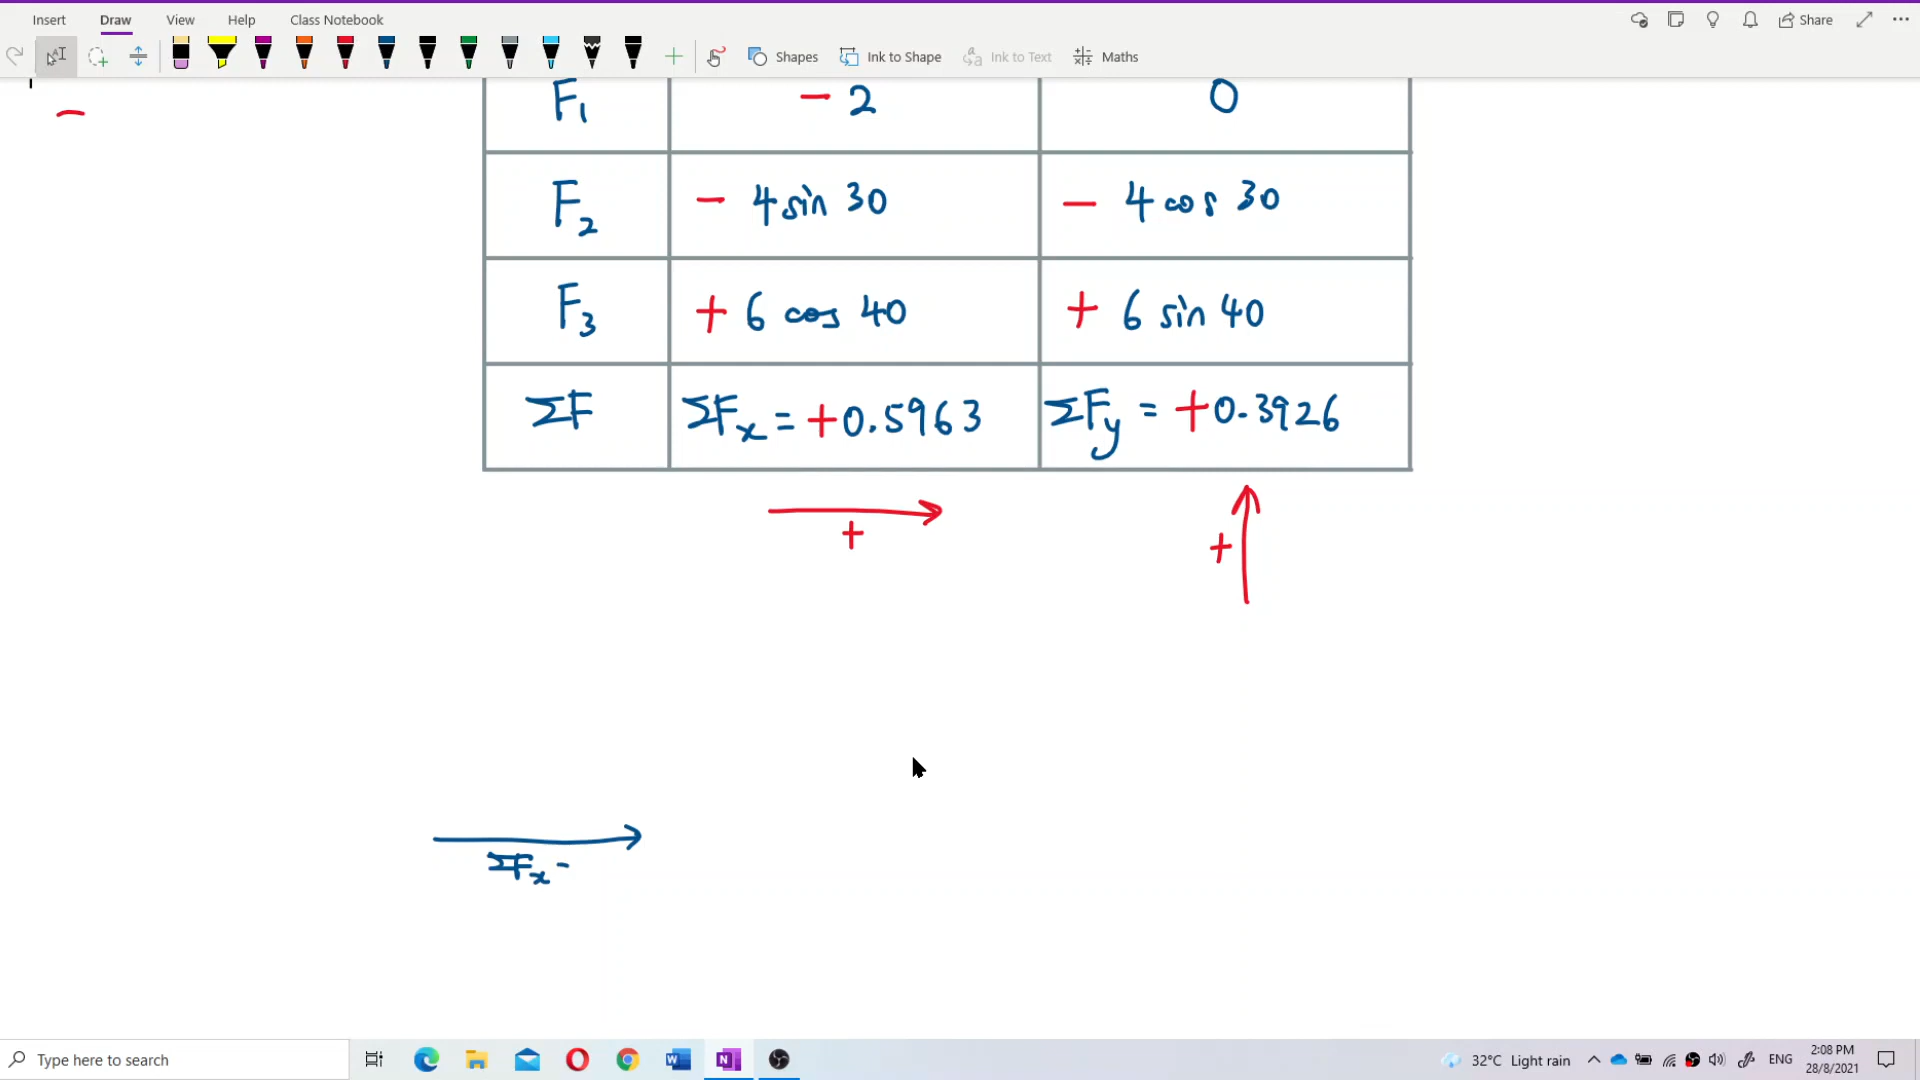 Insert Draw View Help Class Notebook Share
Shapes Ink to Shape Ink to Text Maths
F₁ - 2 0
F₂ - 4 sin 30 - 4 cos 30
F₃ + 6 cos 40 + 6 sin 40
ΣF ΣFₓ = +0.5963 ΣFy = +0.3926
+ +
ΣFₓ -
Type here to search 32°C Light rain ENG 2:08 PM
28/8/2021